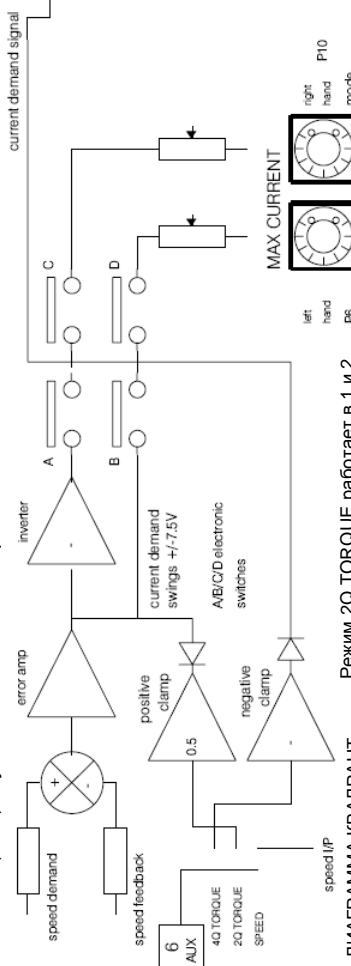 current demand signal
A
C
B
D
inverter
error amp
speed demand
speed feedback
+
-
-
current demand
swings +/-7.5V
A/B/C/D electronic
switches
positive
clamp
0.5
negative
clamp
-
6
AUX
4Q TORQUE
2Q TORQUE
SPEED
speed I/P
MAX CURRENT
left
hand
P6
right
hand
mode
P10
Режим 2Q TORQUE работает в 1 и 2
ДИАГРАММА КВАДРАНТ